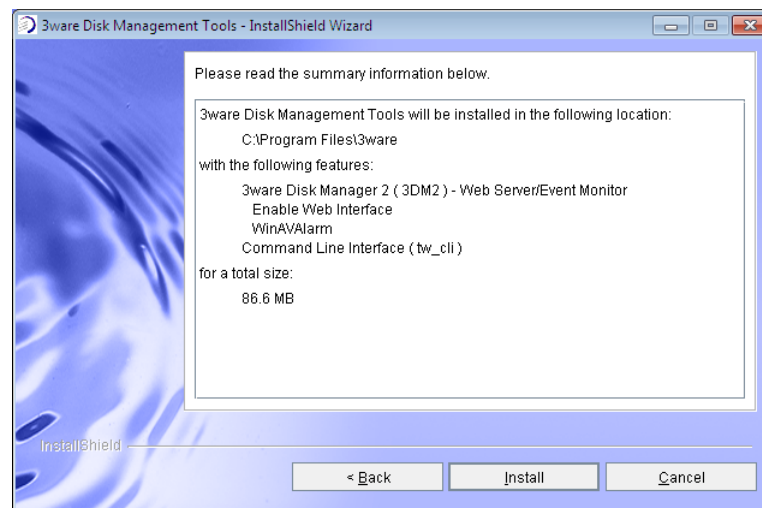 3ware Disk Management Tools - InstallShield Wizard
Please read the summary information below.
3ware Disk Management Tools will be installed in the following location:
C:\Program Files\3ware
with the following features:
3ware Disk Manager 2 ( 3DM2 ) - Web Server/Event Monitor
Enable Web Interface
WinAVAlarm
Command Line Interface ( tw_cli )
for a total size:
86.6 MB
InstallShield
< Back
Install
Cancel